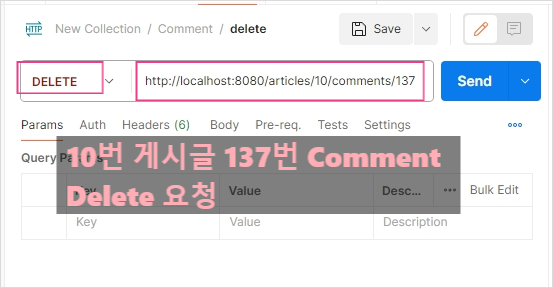 HTTP New Collection / Comment / delete Save
DELETE http://localhost:8080/articles/10/comments/137 Send
Params Auth Headers (6) Body Pre-req. Tests Settings
10번 게시글 137번 Comment
Delete 요청
Query Params
Key Value Desc... Bulk Edit
Key Value Description